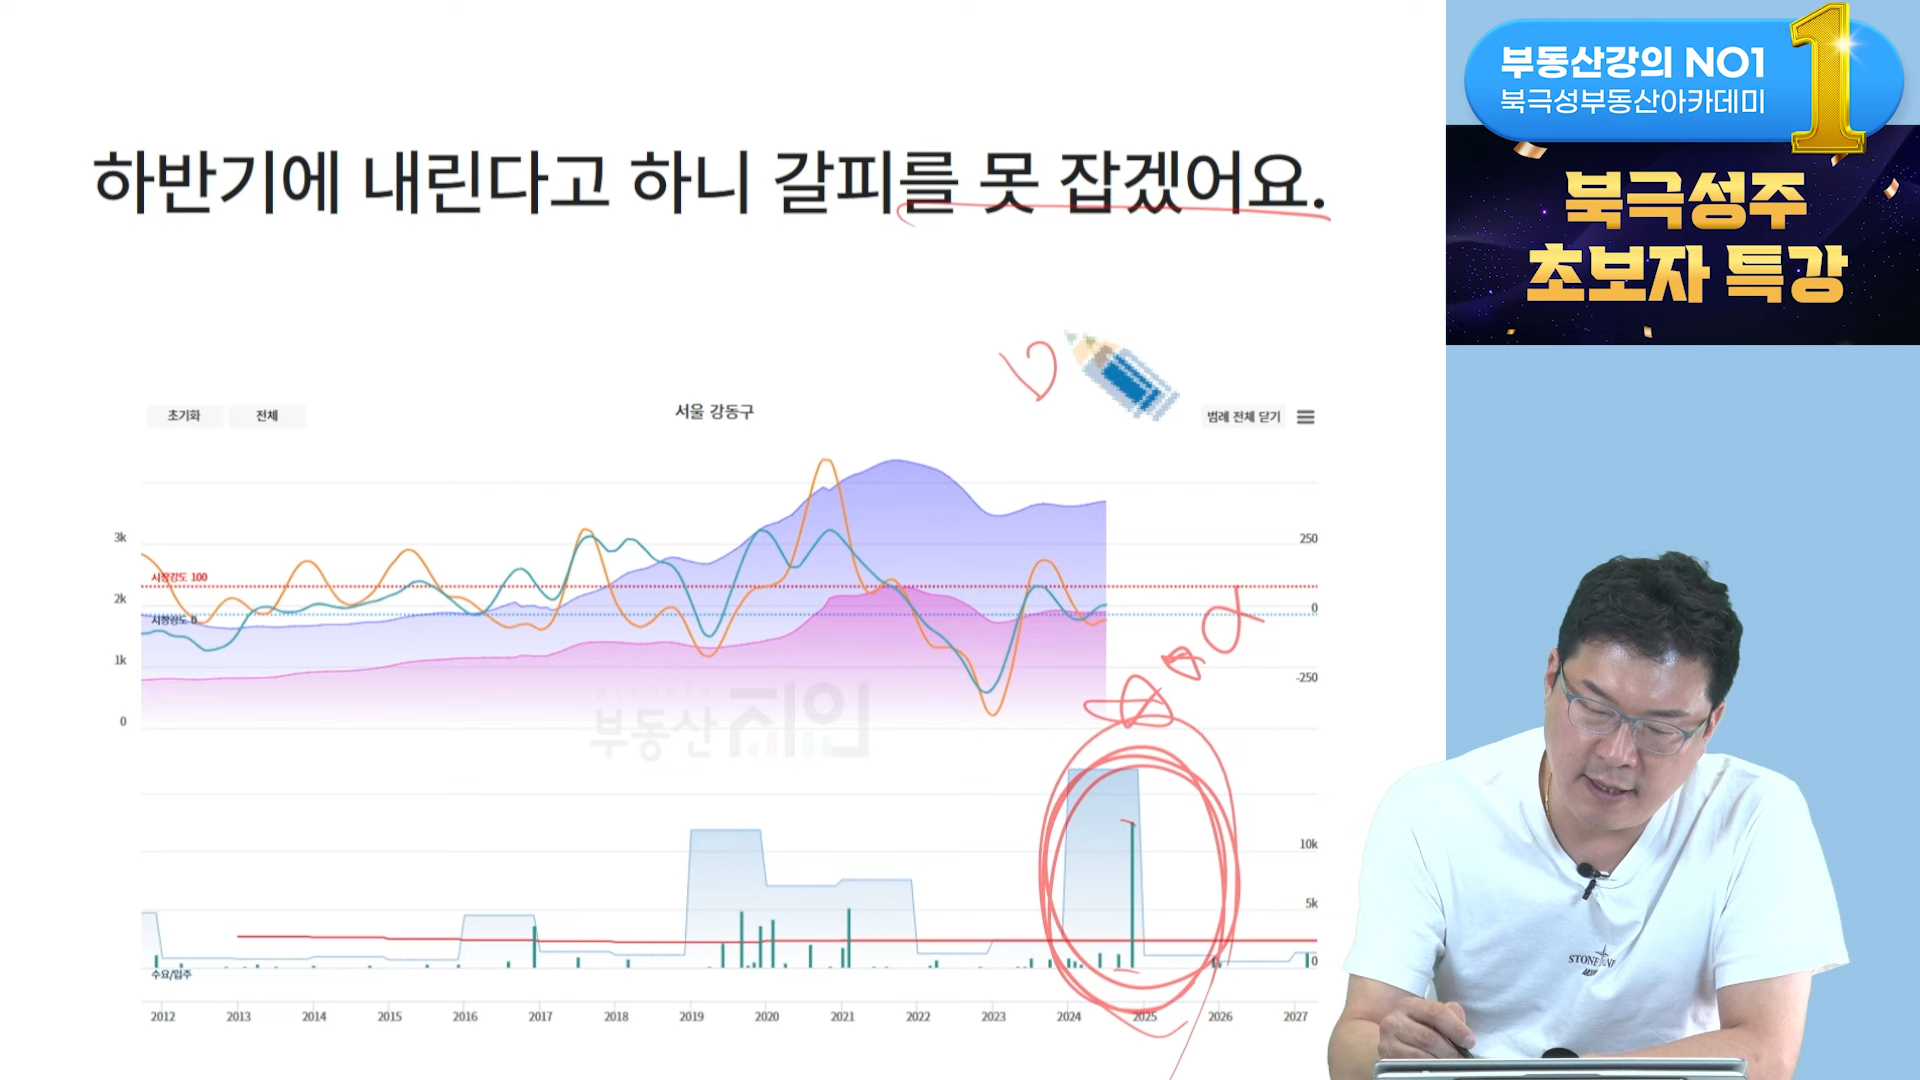 하반기에 내린다고 하니 갈피를 못 잡겠어요.
부동산강의 NO1
북극성부동산아카데미
1
북극성주
초보자 특강
초기화
전체
서울 강동구
범례 전체 닫기
3k
2k
1k
0
시장강도 100
시장강도 0
250
0
-250
부동산 지인
10k
5k
0
수요/입주
2012 2013 2014 2015 2016 2017 2018 2019 2020 2021 2022 2023 2024 2025 2026 2027